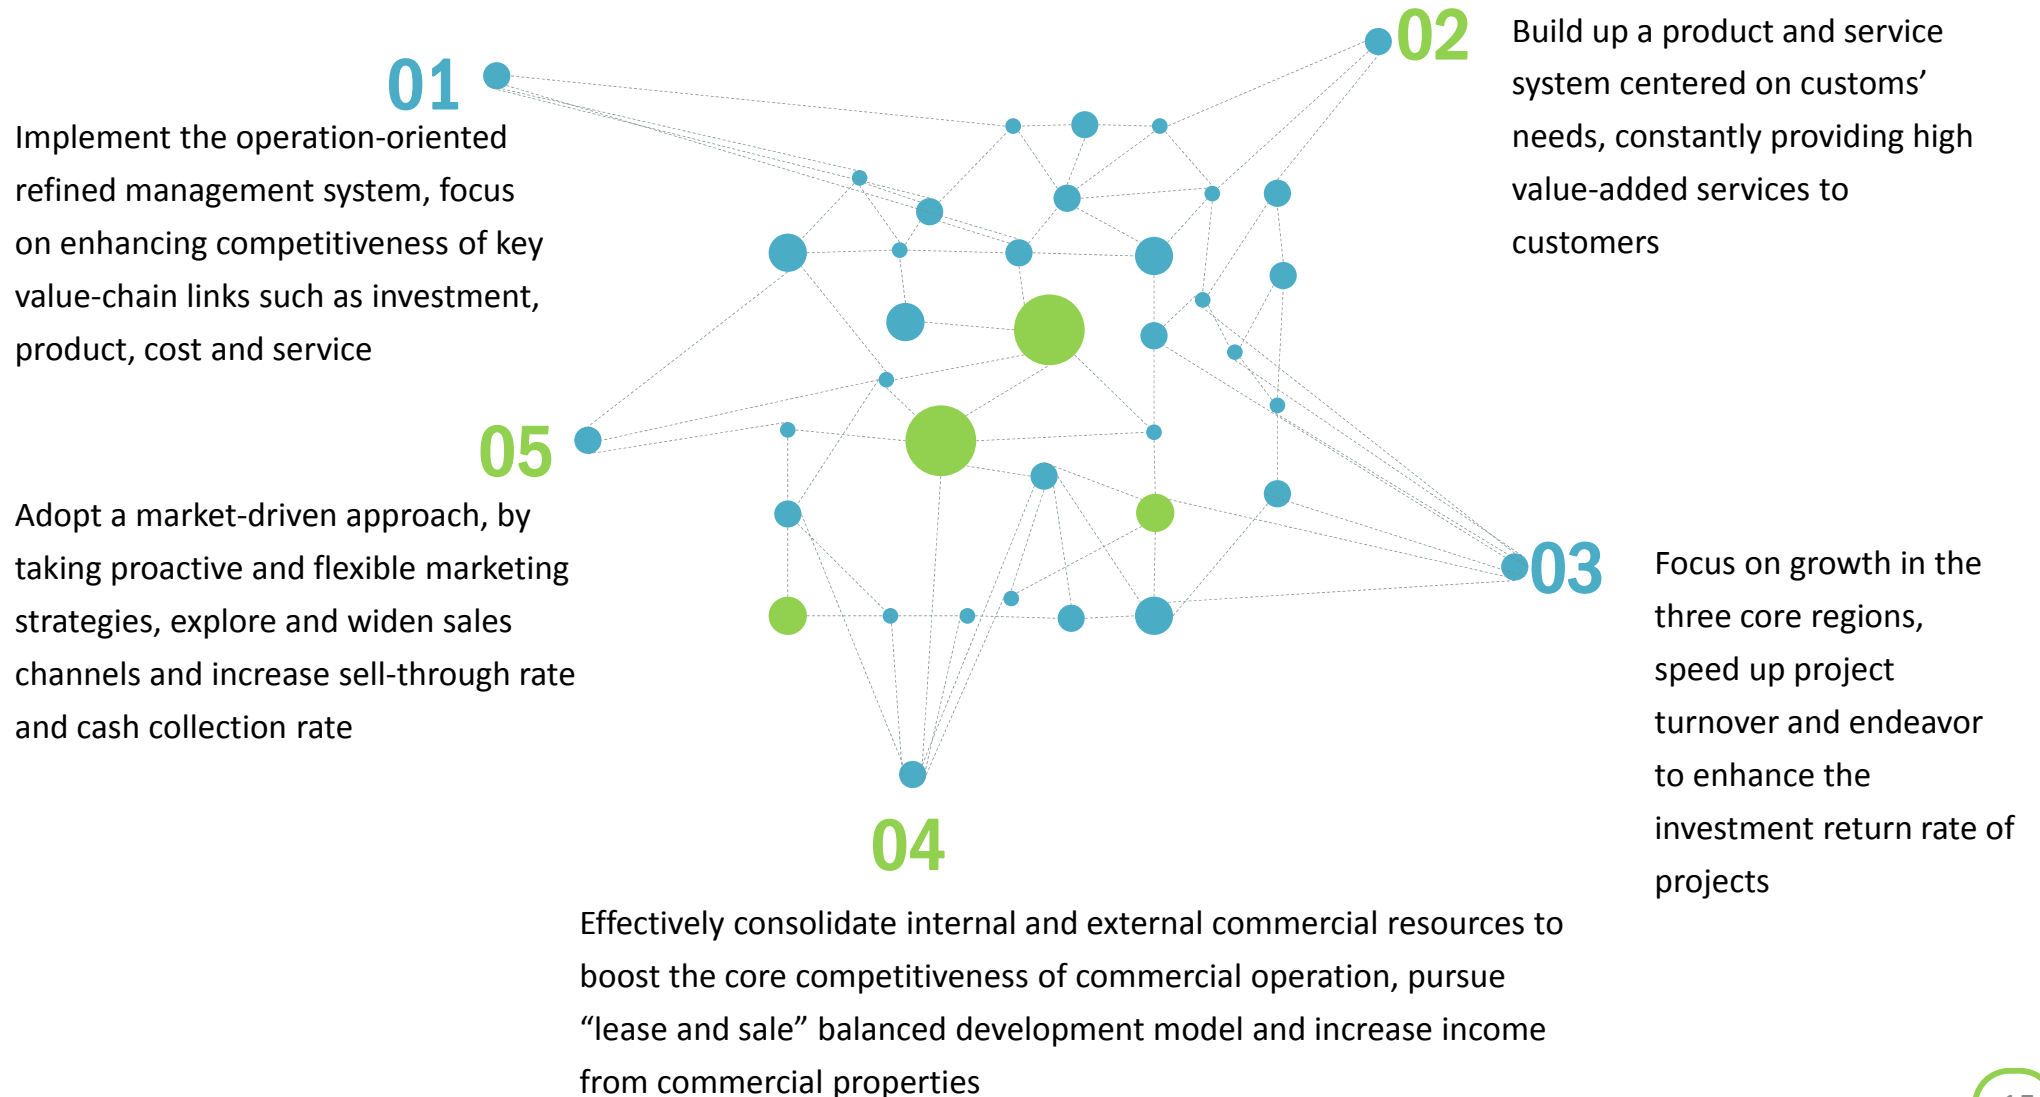 01
Implement the operation-oriented
refined management system, focus
on enhancing competitiveness of key
value-chain links such as investment,
product, cost and service
02
Build up a product and service
system centered on customs’
needs, constantly providing high
value-added services to
customers
05
Adopt a market-driven approach, by
taking proactive and flexible marketing
strategies, explore and widen sales
channels and increase sell-through rate
and cash collection rate
03
Focus on growth in the
three core regions,
speed up project
turnover and endeavor
to enhance the
investment return rate of
projects
04
Effectively consolidate internal and external commercial resources to
boost the core competitiveness of commercial operation, pursue
“lease and sale” balanced development model and increase income
from commercial properties